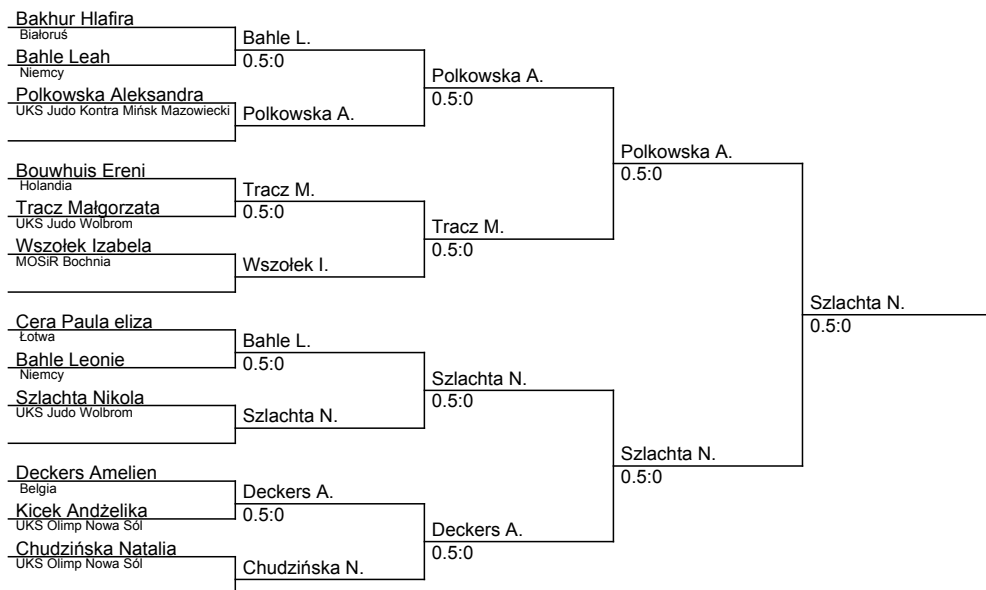 Bakhur Hlafira
Białoruś
Bahle Leah
Niemcy
Polkowska Aleksandra
UKS Judo Kontra Mińsk Mazowiecki
Bouwhuis Ereni
Holandia
Tracz Małgorzata
UKS Judo Wolbrom
Wszołek Izabela
MOSiR Bochnia
Cera Paula eliza
Łotwa
Bahle Leonie
Niemcy
Szlachta Nikola
UKS Judo Wolbrom
Deckers Amelien
Belgia
Kicek Andżelika
UKS Olimp Nowa Sól
Chudzińska Natalia
UKS Olimp Nowa Sól
Bahle L.
0.5:0
Polkowska A.
Tracz M.
0.5:0
Wszołek I.
Bahle L.
0.5:0
Szlachta N.
Deckers A.
0.5:0
Chudzińska N.
Polkowska A.
0.5:0
Tracz M.
0.5:0
Szlachta N.
0.5:0
Deckers A.
0.5:0
Polkowska A.
0.5:0
Szlachta N.
0.5:0
Szlachta N.
0.5:0